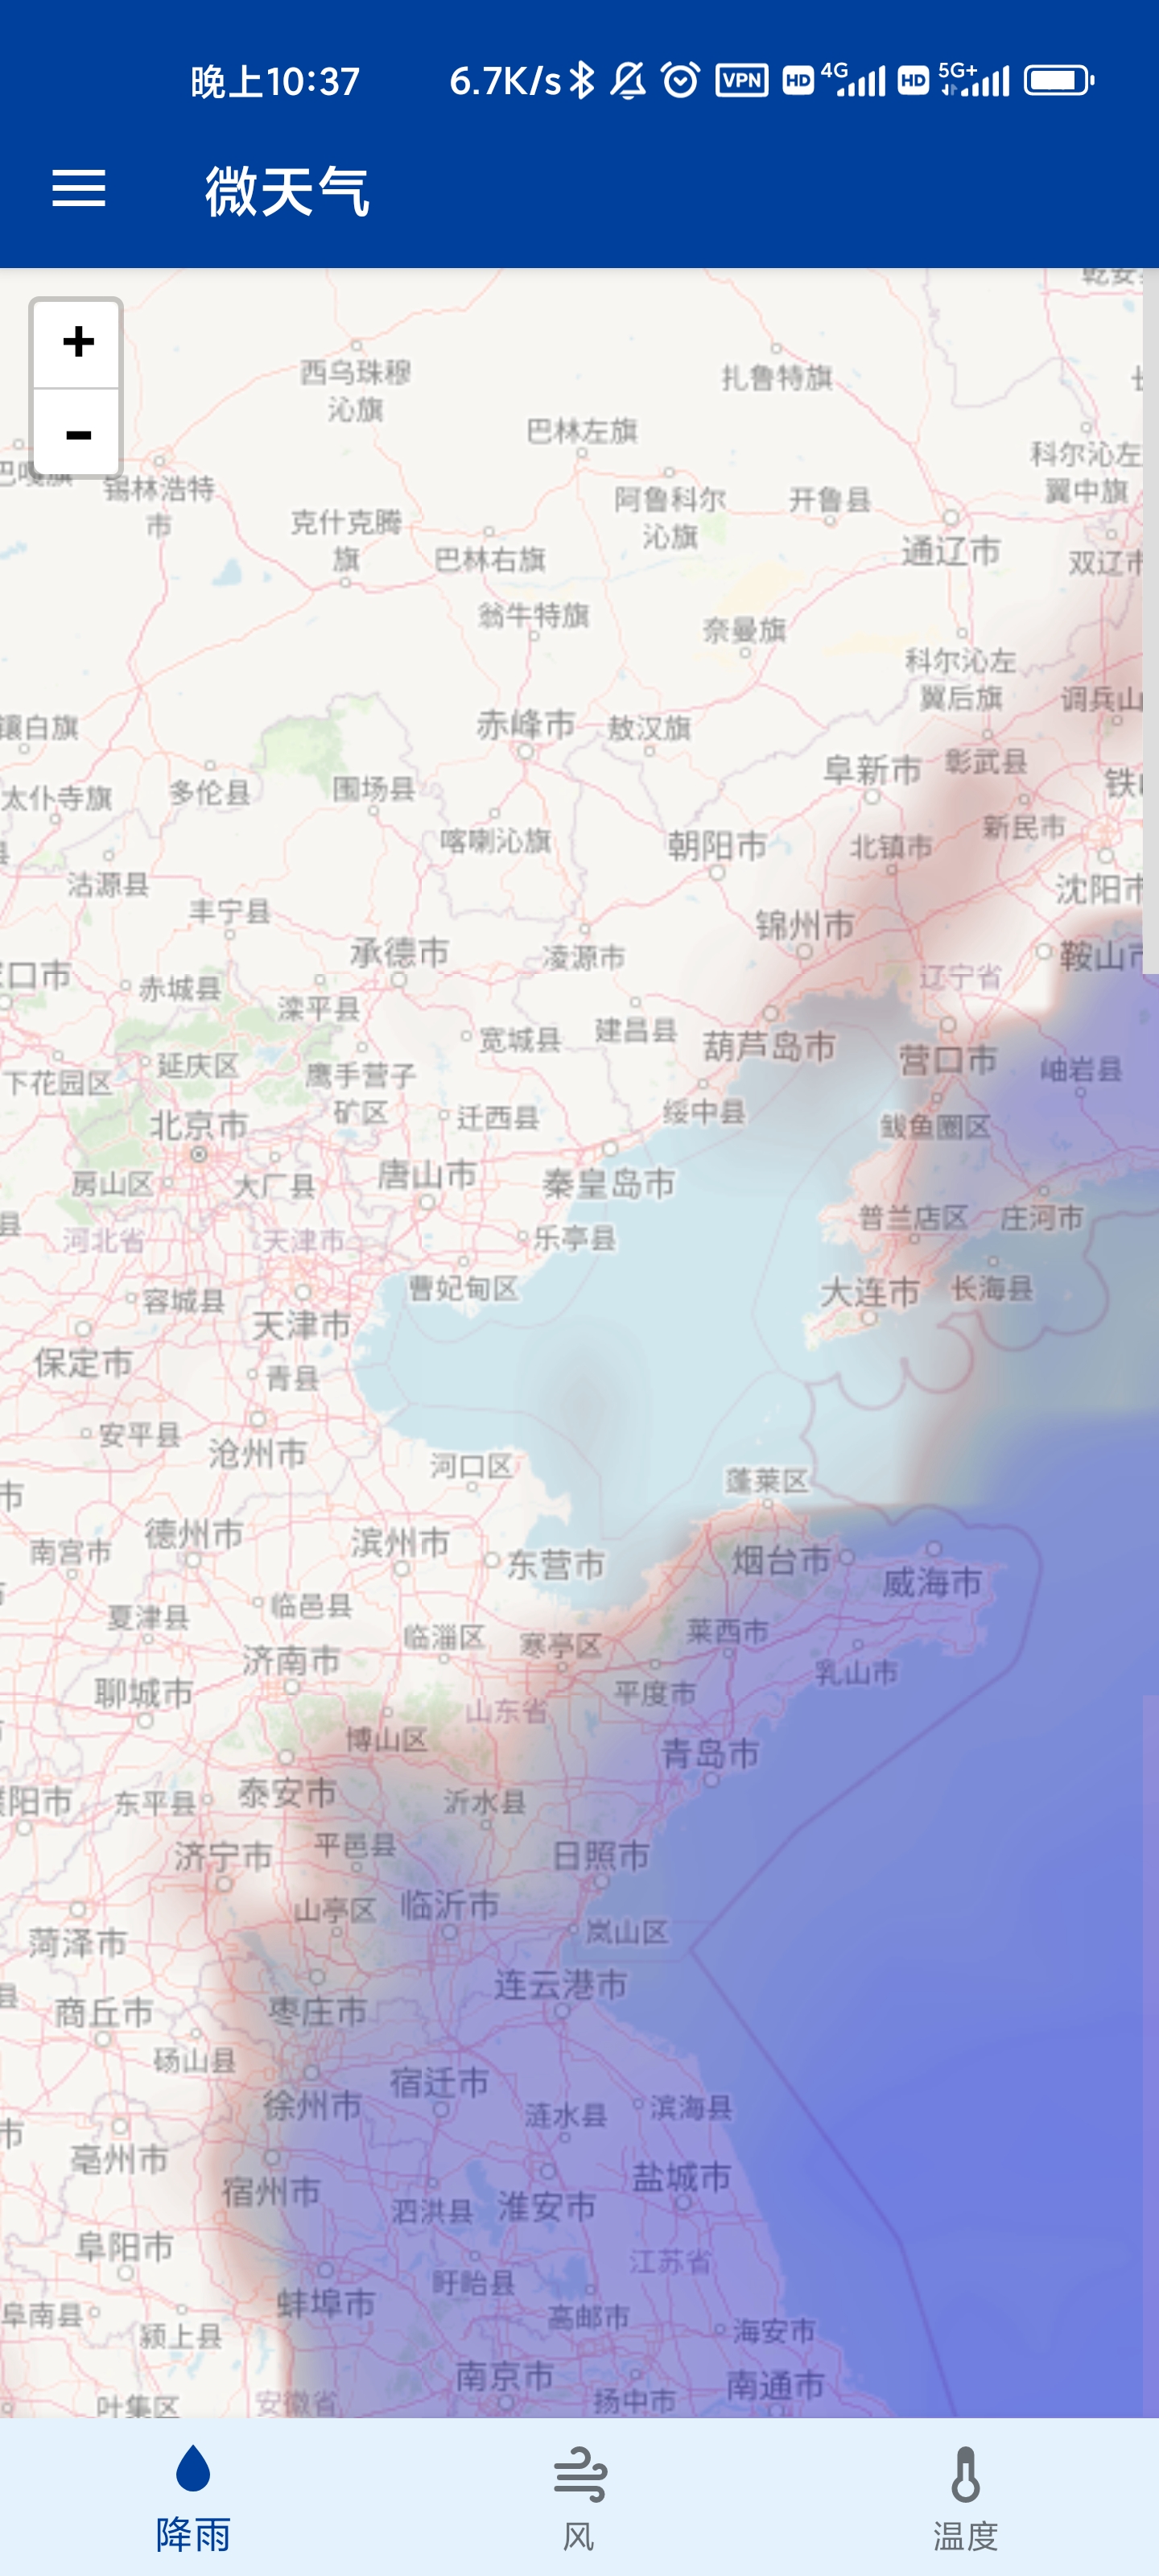 晚上10:37
6.7K/s
VPN
HD
4G
HD
5G+
微天气
+
-
西乌珠穆
沁旗
扎鲁特旗
巴林左旗
科尔沁左
翼中旗
锡林浩特
市
阿鲁科尔
沁旗
开鲁县
克什克腾
旗
巴林右旗
通辽市
双辽市
翁牛特旗
奈曼旗
科尔沁左
翼后旗
调兵山
镶白旗
赤峰市
敖汉旗
太仆寺旗
多伦县
围场县
阜新市
彰武县
喀喇沁旗
朝阳市
北镇市
新民市
沽源县
沈阳市
丰宁县
锦州市
承德市
凌源市
鞍山市
赤城县
辽宁省
滦平县
宽城县
建昌县
葫芦岛市
营口市
岫岩县
延庆区
下花园区
鹰手营子
矿区
北京市
迁西县
绥中县
鲅鱼圈区
房山区
大厂县
唐山市
秦皇岛市
普兰店区
庄河市
河北省
天津市
乐亭县
容城县
曹妃甸区
大连市
长海县
天津市
保定市
青县
安平县
沧州市
河口区
蓬莱区
南宫市
德州市
滨州市
东营市
烟台市
威海市
夏津县
临邑县
临淄区
寒亭区
莱西市
济南市
乳山市
聊城市
平度市
山东省
博山区
青岛市
东平县
泰安市
沂水县
济宁市
平邑县
日照市
山亭区
临沂市
岚山区
菏泽市
连云港市
商丘市
枣庄市
砀山县
宿迁市
徐州市
涟水县
滨海县
亳州市
宿州市
泗洪县
淮安市
盐城市
阜阳市
江苏省
盱眙县
阜南县
蚌埠市
高邮市
颍上县
海安市
南京市
南通市
叶集区
安徽省
扬中市
降雨
风
温度